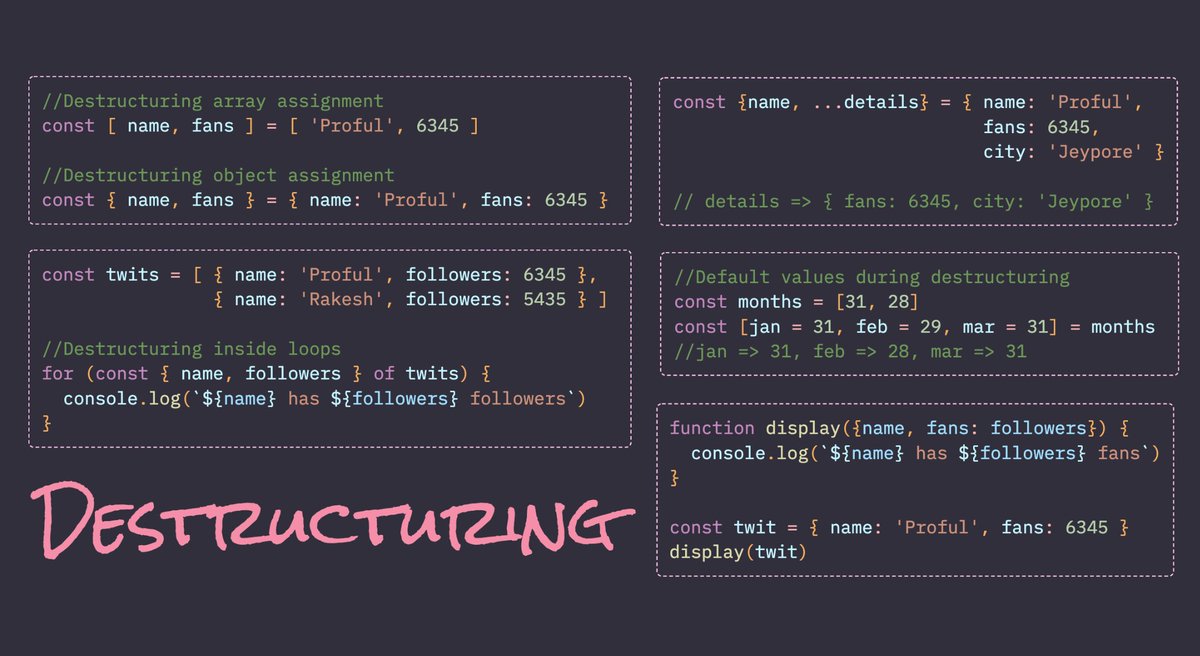 //Destructuring array assignment
const [ name, fans ] = [ 'Proful', 6345 ]
//Destructuring object assignment
const { name, fans } = { name: 'Proful', fans: 6345 }
const twits = [ { name: 'Proful', followers: 6345 },
{ name: 'Rakesh', followers: 5435 } ]
//Destructuring inside loops
for (const { name, followers } of twits) {
console.log(`${name} has ${followers} followers`)
}
DESTRUCTURING
const {name, ...details} = { name: 'Proful',
fans: 6345,
city: 'Jeypore' }
// details => { fans: 6345, city: 'Jeypore' }
//Default values during destructuring
const months = [31, 28]
const [jan = 31, feb = 29, mar = 31] = months
//jan => 31, feb => 28, mar => 31
function display({name, fans: followers}) {
console.log(`${name} has ${followers} fans`)
}
const twit = { name: 'Proful', fans: 6345 }
display(twit)